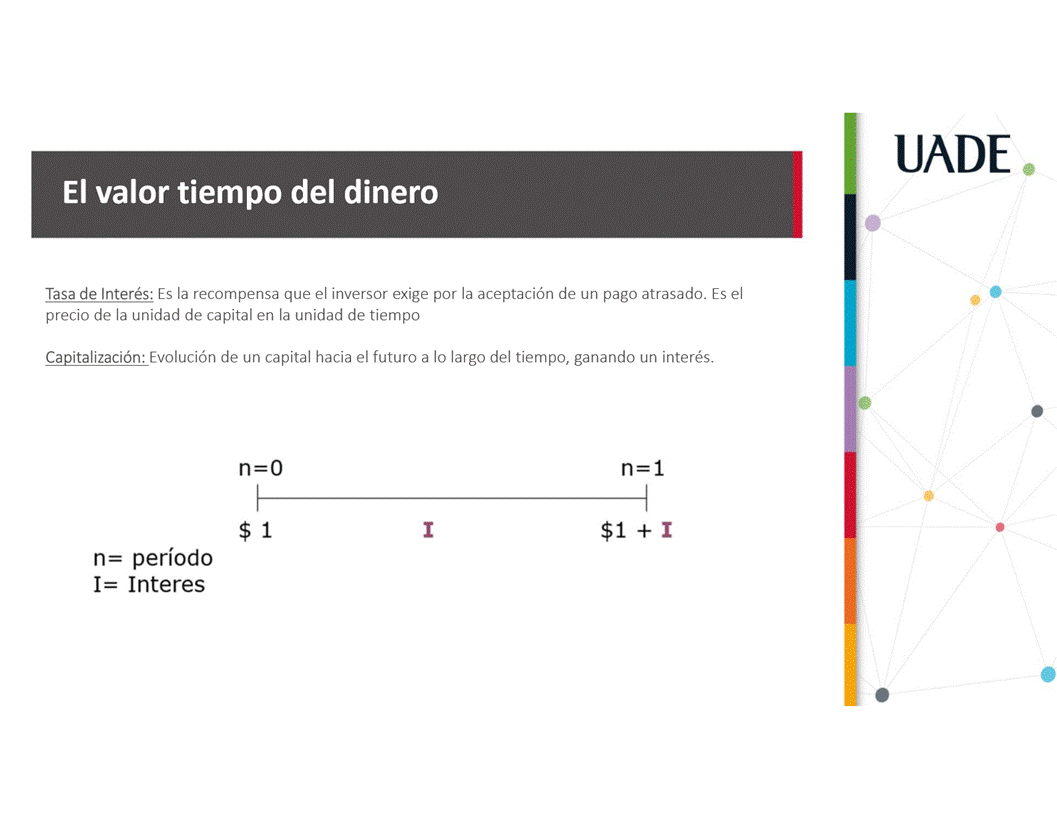 UADE
El valor tiempo del dinero
Tasa de Interés: Es la recompensa que el inversor exige por la aceptación de un pago atrasado. Es el
precio de la unidad de capital en la unidad de tiempo
Capitalización: Evolución de un capital hacia el futuro a lo largo del tiempo, ganando un interés.
n=0 n=1
$ 1 I $1 + I
n= período
I= Interes